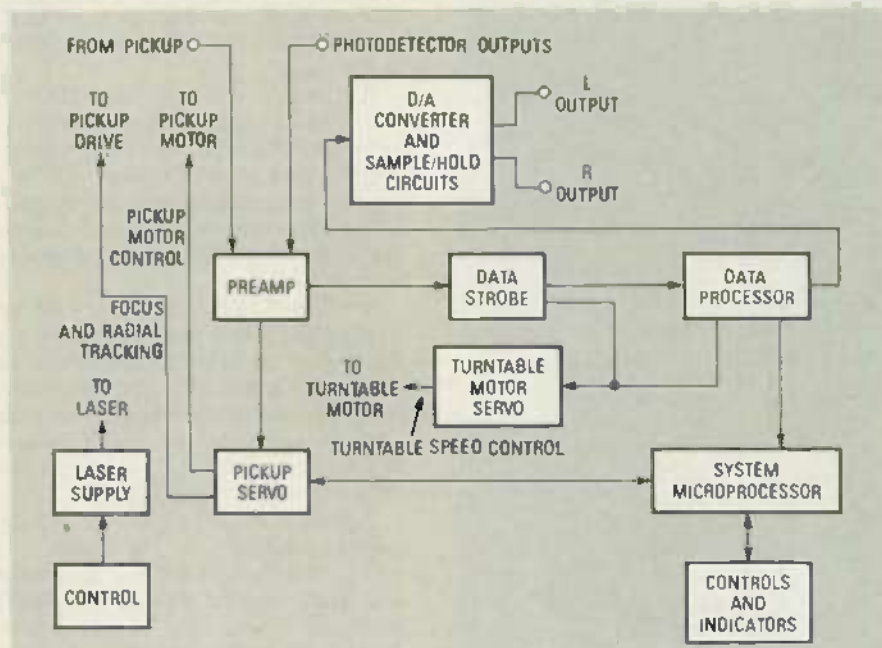 FROM PICKUP
PHOTODETECTOR OUTPUTS
TO
PICKUP
DRIVE
TO
PICKUP
MOTOR
D/A
CONVERTER
AND
SAMPLE/HOLD
CIRCUITS
L
OUTPUT
R
OUTPUT
PICKUP
MOTOR
CONTROL
PREAMP
DATA
STROBE
DATA
PROCESSOR
FOCUS
AND RADIAL
TRACKING
TO
TURNTABLE
MOTOR
TURNTABLE
MOTOR
SERVO
TURNTABLE SPEED CONTROL
TO
LASER
LASER
SUPPLY
PICKUP
SERVO
SYSTEM
MICROPROCESSOR
CONTROL
CONTROLS
AND
INDICATORS